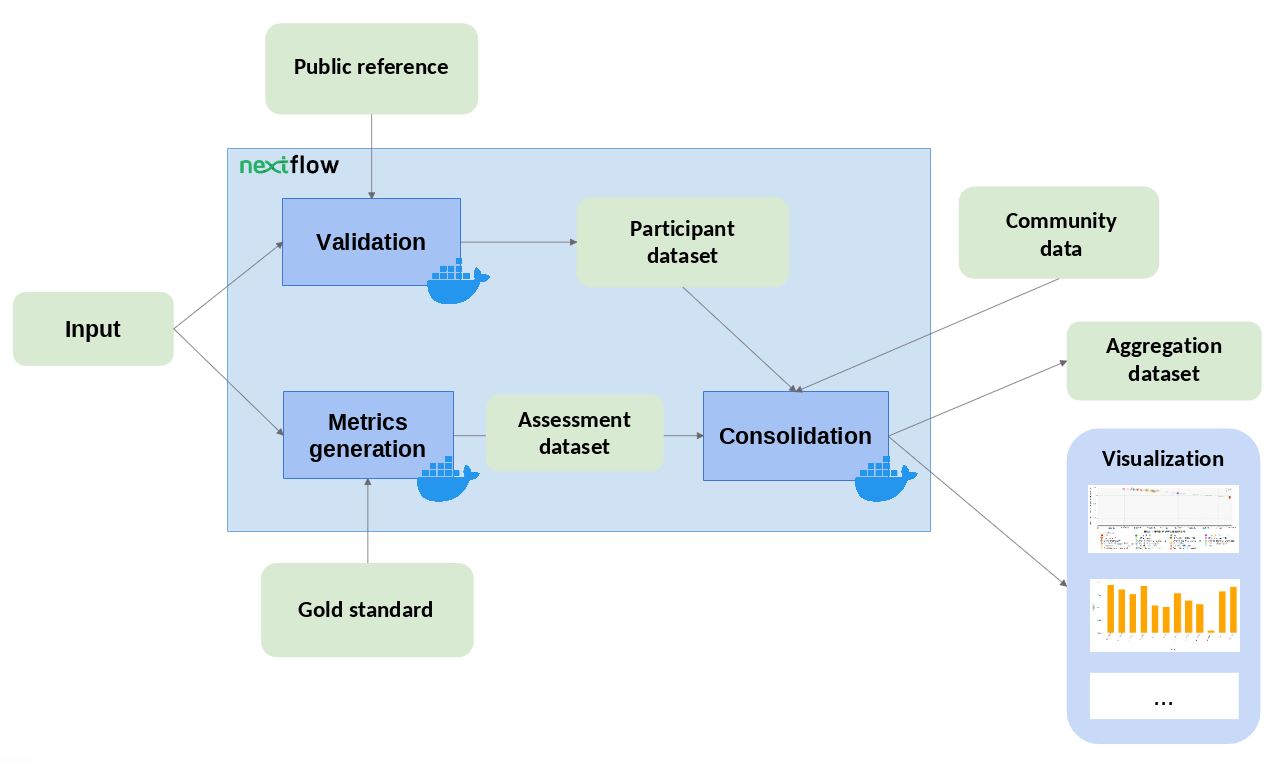 Public reference
nextflow
Validation
Participant
dataset
Community
data
Input
Aggregation
dataset
Metrics
generation
Assessment
dataset
Consolidation
Visualization
Gold standard
...